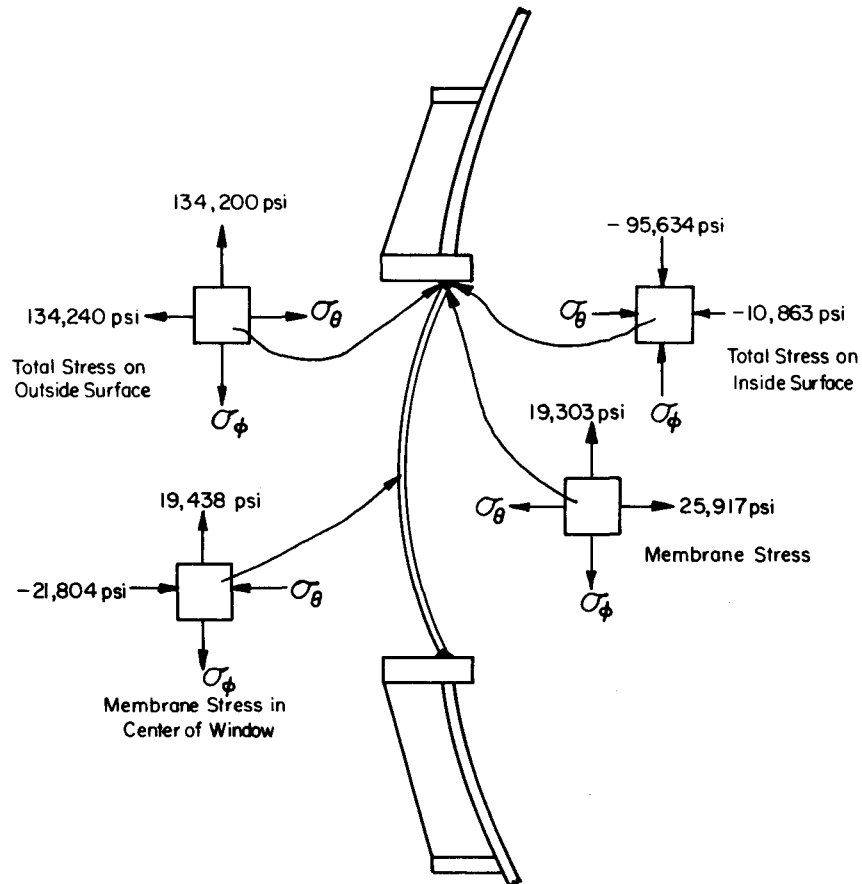 134,200 psi
134,240 psi
σθ
Total Stress on
Outside Surface
σϕ
-95,634 psi
σθ
-10,863 psi
Total Stress on
Inside Surface
σϕ
19,303 psi
σθ
25,917 psi
Membrane Stress
σϕ
19,438 psi
-21,804 psi
σθ
σϕ
Membrane Stress in
Center of Window